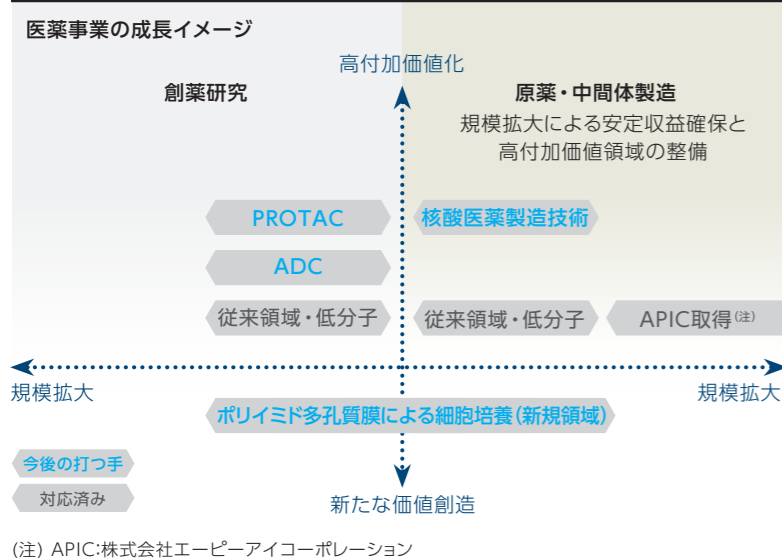 医薬事業の成長イメージ
高付加価値化
創薬研究
原薬・中間体製造
規模拡大による安定収益確保と
高付加価値領域の整備
PROTAC
核酸医薬製造技術
ADC
従来領域・低分子
従来領域・低分子
APIC取得(注)
規模拡大
規模拡大
ポリイミド多孔質膜による細胞培養(新規領域)
今後の打つ手
対応済み
新たな価値創造
(注) APIC:株式会社エーピーアイコーポレーション